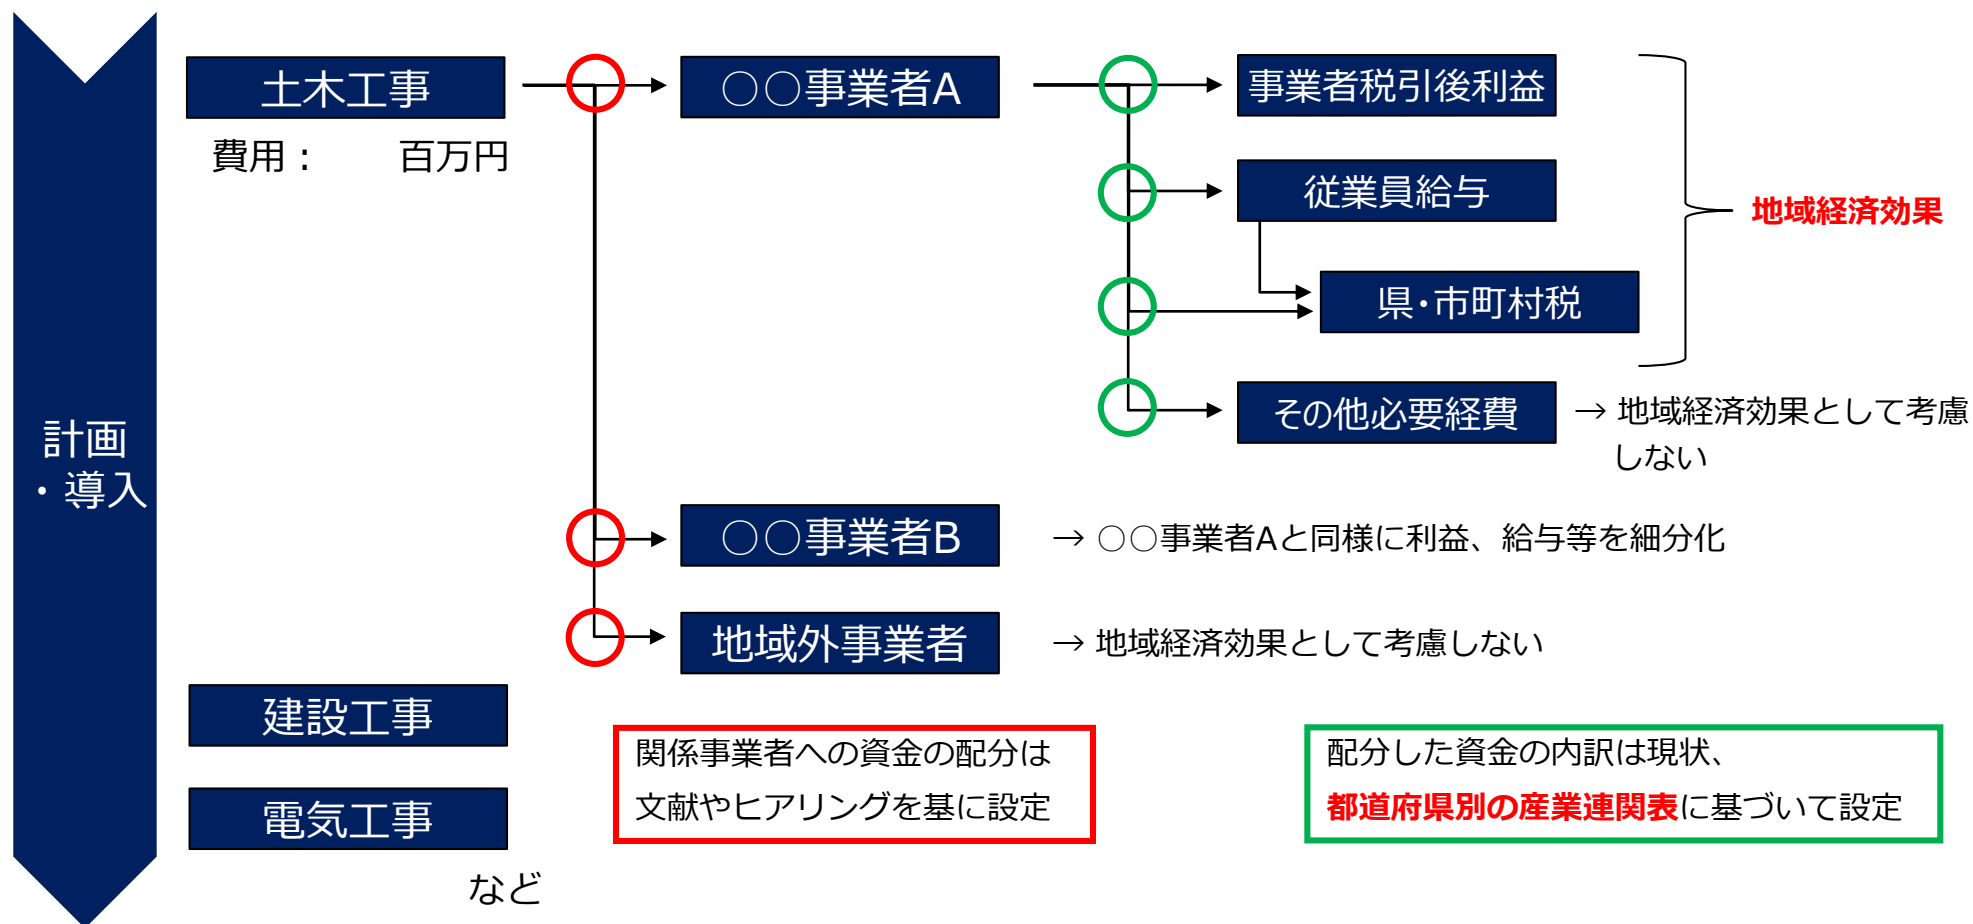 計画
・導入
土木工事
費用： 百万円
○○事業者A
事業者税引後利益
従業員給与
県・市町村税
その他必要経費
地域経済効果
→ 地域経済効果として考慮
しない
○○事業者B
→ ○○事業者Aと同様に利益、給与等を細分化
地域外事業者
→ 地域経済効果として考慮しない
建設工事
電気工事
など
関係事業者への資金の配分は
文献やヒアリングを基に設定
配分した資金の内訳は現状、
都道府県別の産業連関表に基づいて設定